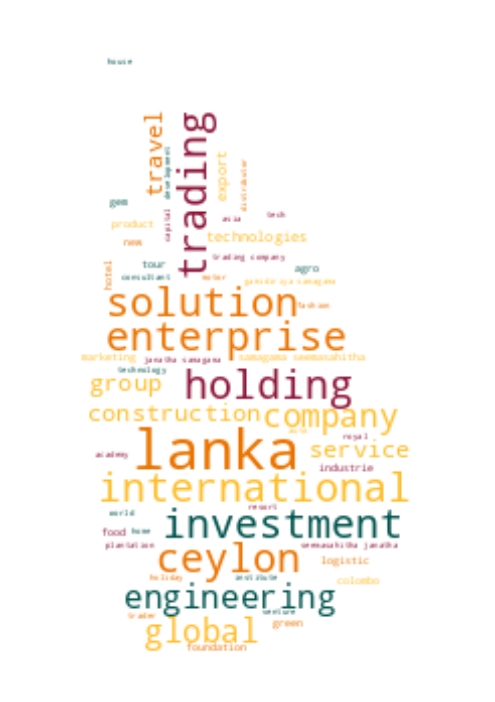 house
travel
trading
development
export
distributor
gem
capital
asia
tech
product
new
technologies
trading company
tour
agro
hotel
consultant
motor
gasideriya samagama
solution
fashion
enterprise
marketing
janatha samagama
samagama seemasahitha
technology
group
holding
construction
company
auto
royal
lanka
service
academy
industrie
international
resort
world
investment
food
home
plantation
seemasahitha janatha
ceylon
logistic
holiday
institute
colombo
engineering
venture
trader
green
global
foundation